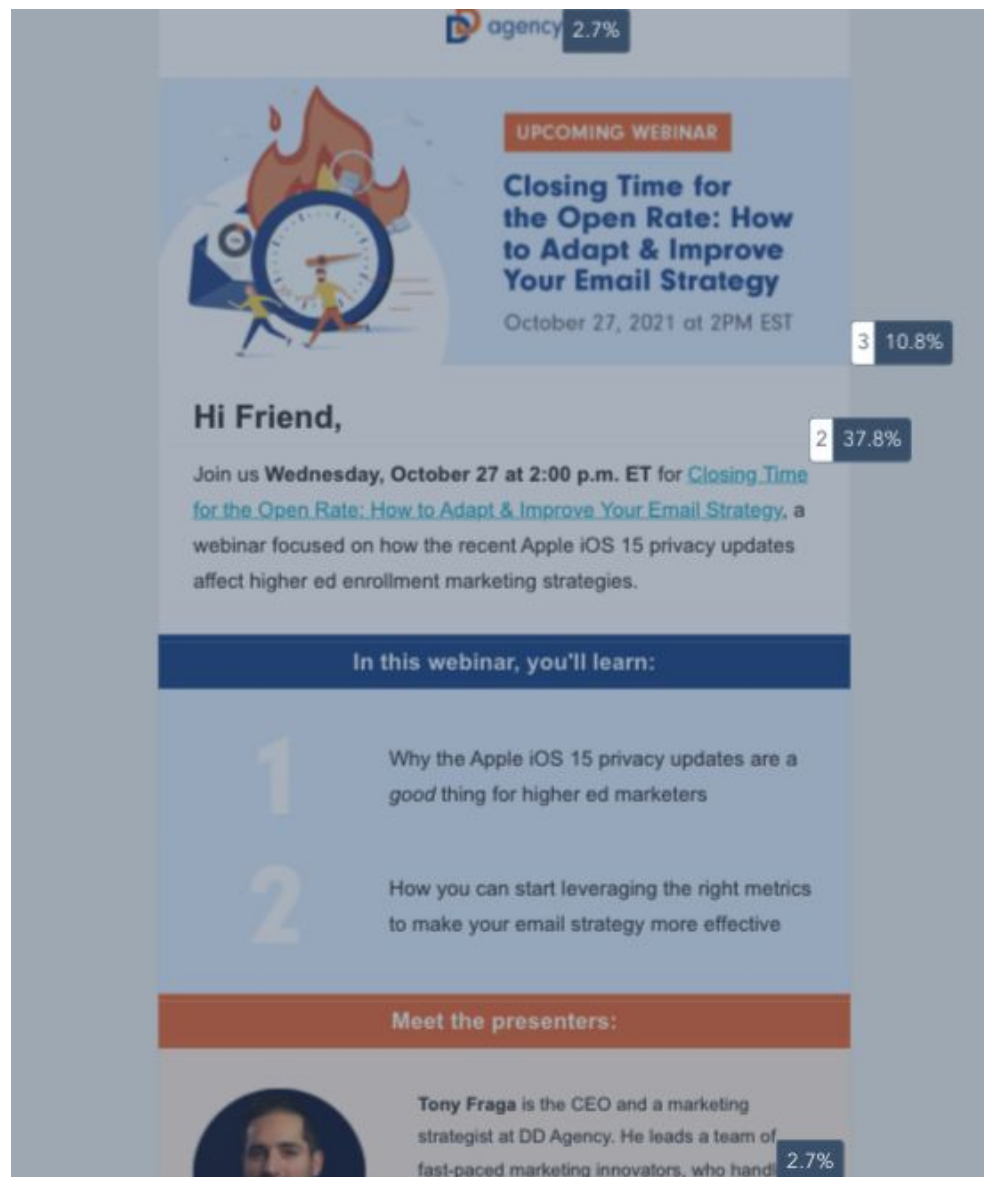 DD agency 2.7%
UPCOMING WEBINAR
Closing Time for
the Open Rate: How
to Adapt & Improve
Your Email Strategy
October 27, 2021 at 2PM EST
3 10.8%
Hi Friend,
2 37.8%
Join us Wednesday, October 27 at 2:00 p.m. ET for Closing Time
for the Open Rate: How to Adapt & Improve Your Email Strategy, a
webinar focused on how the recent Apple iOS 15 privacy updates
affect higher ed enrollment marketing strategies.
In this webinar, you'll learn:
1
Why the Apple iOS 15 privacy updates are a
good thing for higher ed marketers
2
How you can start leveraging the right metrics
to make your email strategy more effective
Meet the presenters:
Tony Fraga is the CEO and a marketing
strategist at DD Agency. He leads a team of
fast-paced marketing innovators, who handl
2.7%